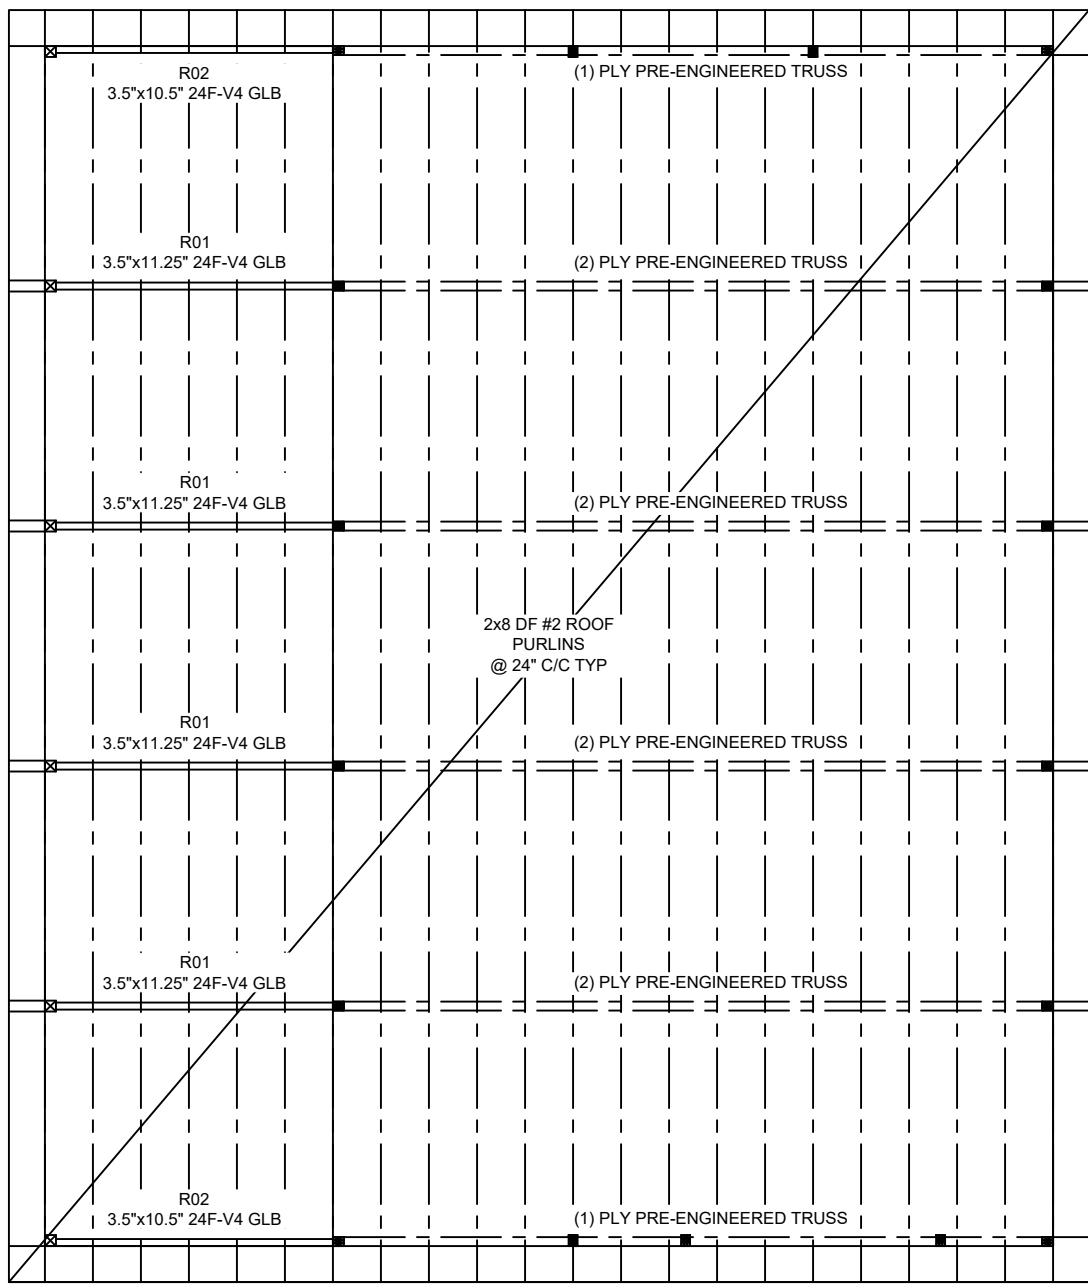 R02
3.5"x10.5" 24F-V4 GLB
(1) PLY PRE-ENGINEERED TRUSS
R01
3.5"x11.25" 24F-V4 GLB
(2) PLY PRE-ENGINEERED TRUSS
R01
3.5"x11.25" 24F-V4 GLB
(2) PLY PRE-ENGINEERED TRUSS
2x8 DF #2 ROOF
PURLINS
@ 24" C/C TYP
R01
3.5"x11.25" 24F-V4 GLB
(2) PLY PRE-ENGINEERED TRUSS
R01
3.5"x11.25" 24F-V4 GLB
(2) PLY PRE-ENGINEERED TRUSS
R02
3.5"x10.5" 24F-V4 GLB
(1) PLY PRE-ENGINEERED TRUSS